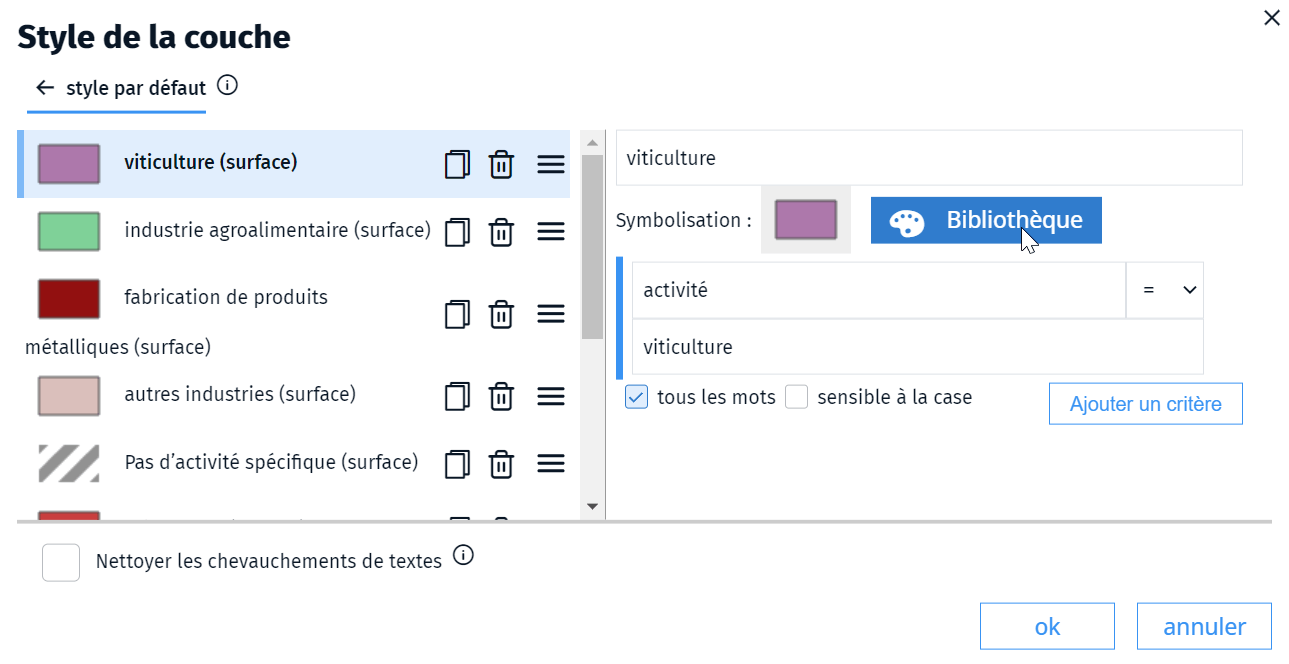 Style de la couche
style par défaut
viticulture (surface)
industrie agroalimentaire (surface)
fabrication de produits
métalliques (surface)
autres industries (surface)
Pas d’activité spécifique (surface)
viticulture
Symbolisation :
Bibliothèque
activité
=
viticulture
tous les mots
sensible à la case
Ajouter un critère
Nettoyer les chevauchements de textes
ok
annuler